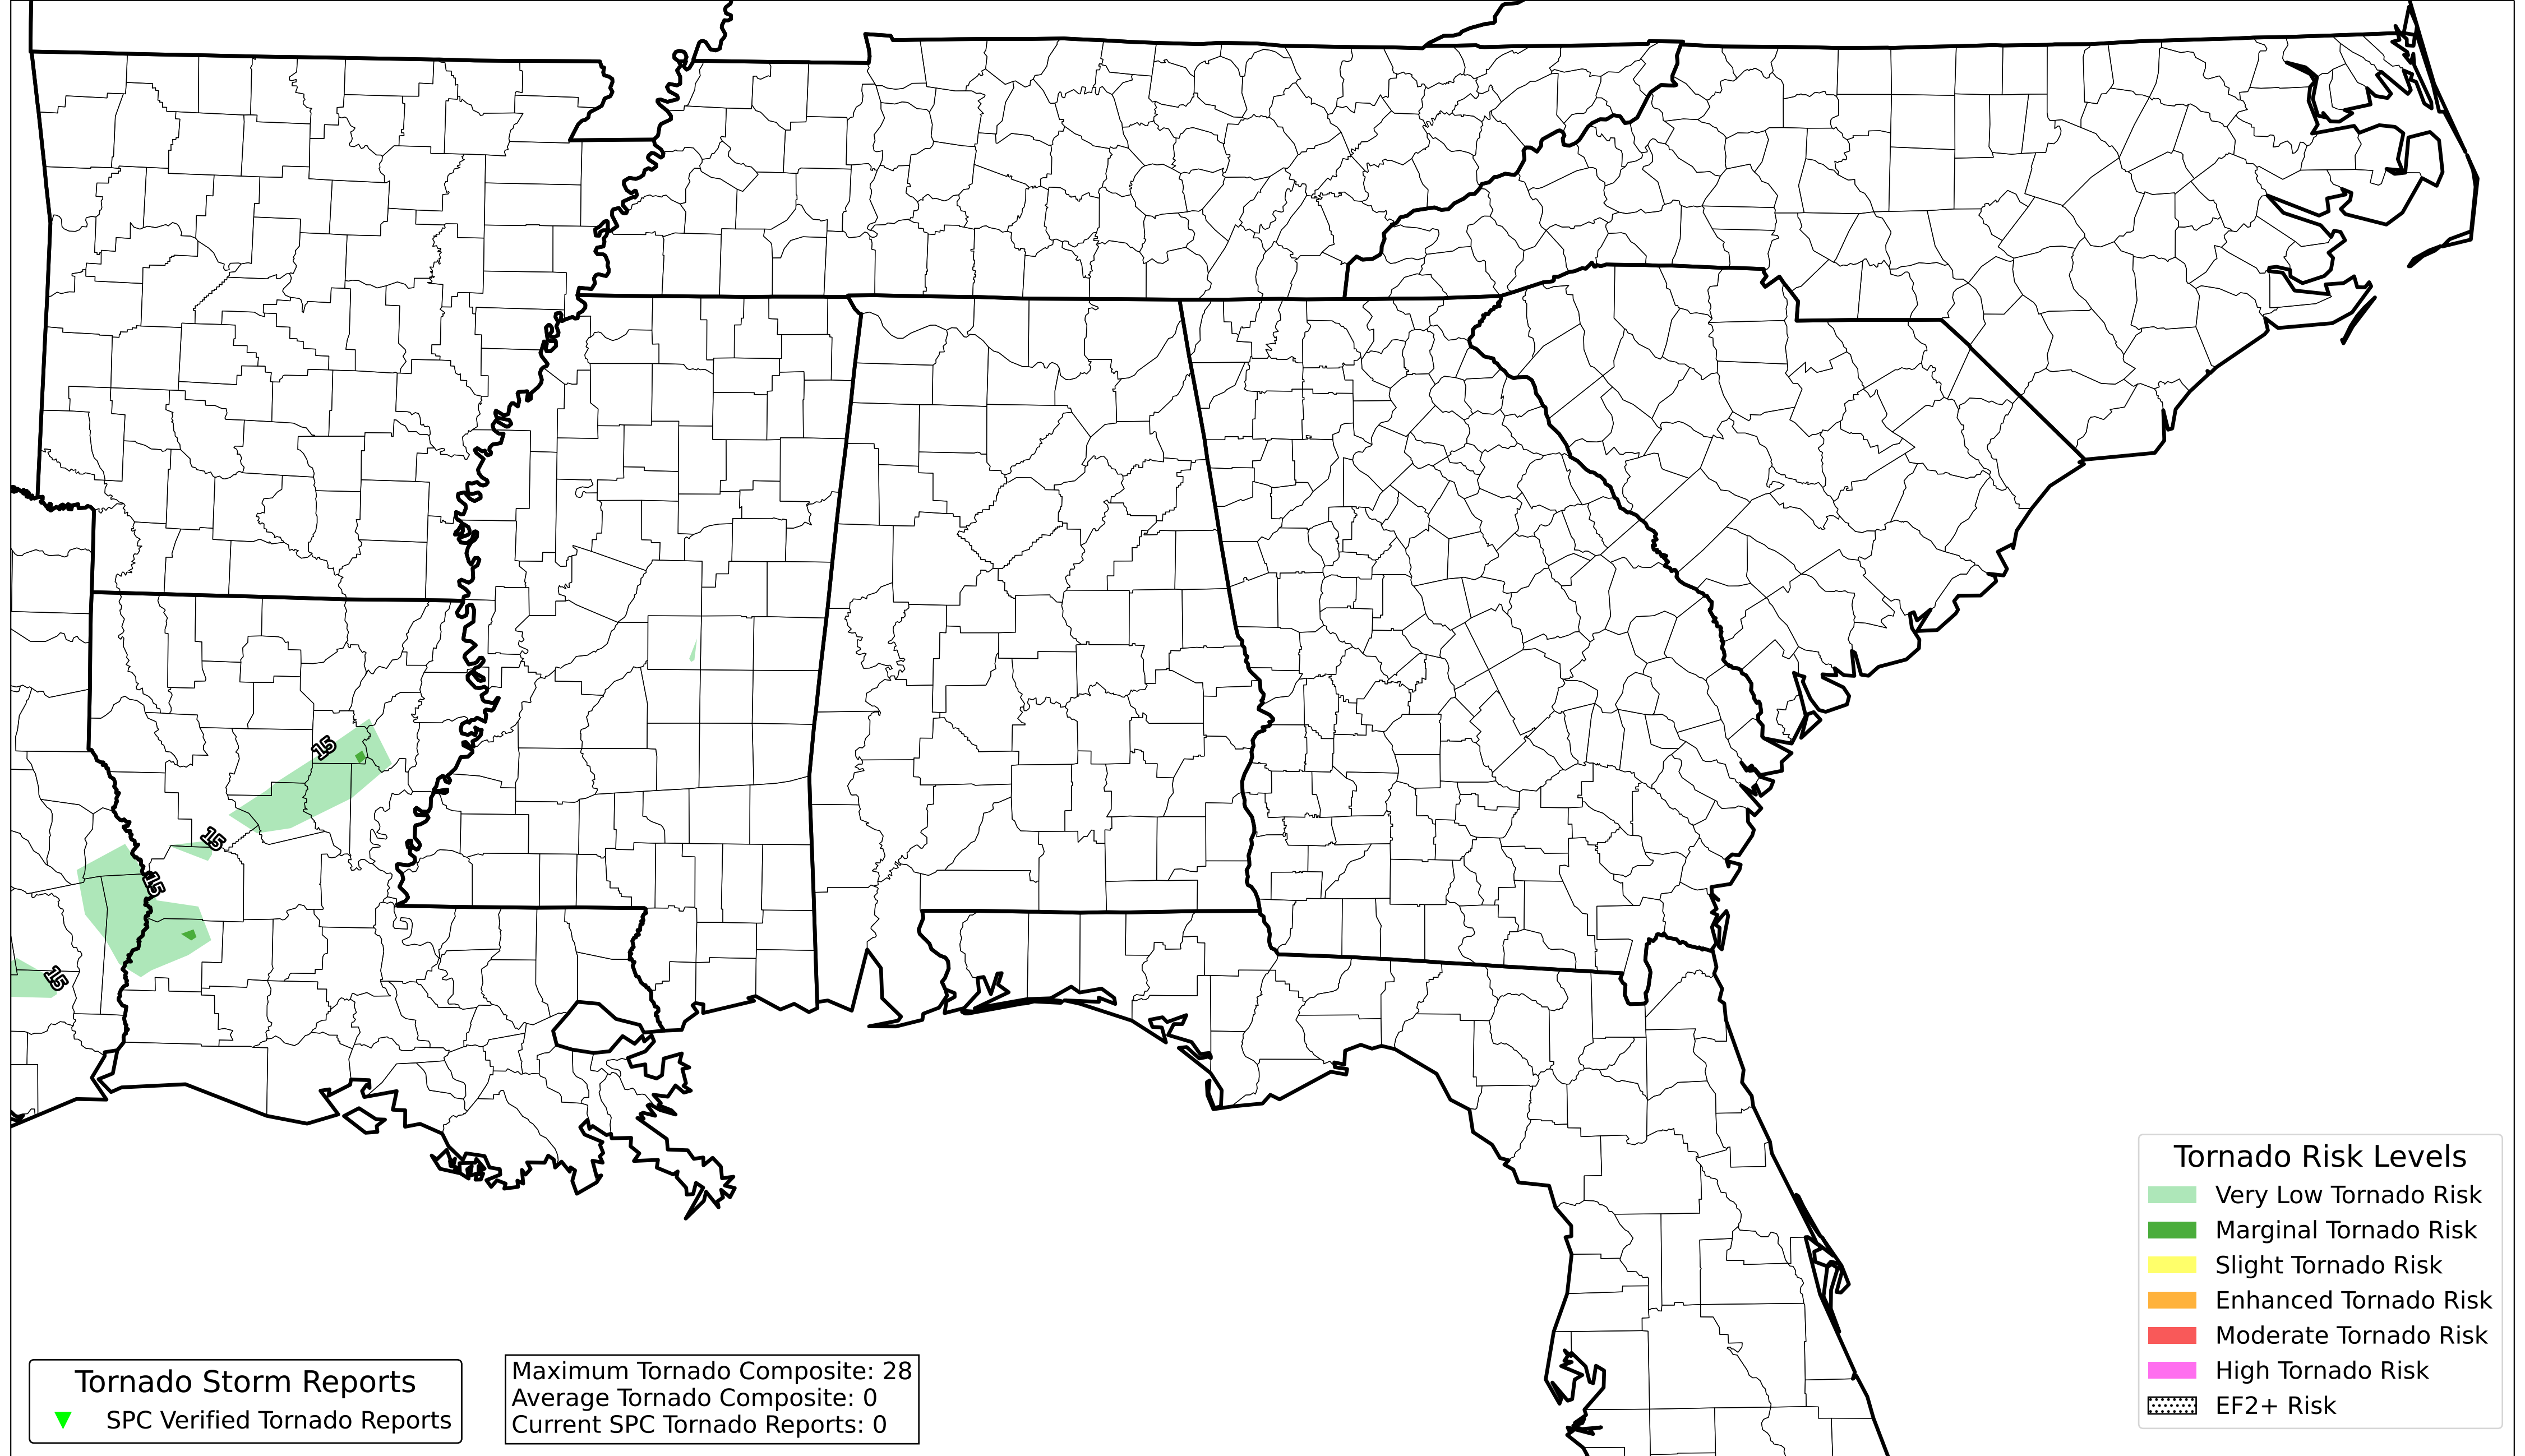 15
15
15
15
Tornado Risk Levels
Very Low Tornado Risk
Marginal Tornado Risk
Slight Tornado Risk
Enhanced Tornado Risk
Moderate Tornado Risk
High Tornado Risk
EF2+ Risk
Tornado Storm Reports
SPC Verified Tornado Reports
Maximum Tornado Composite: 28
Average Tornado Composite: 0
Current SPC Tornado Reports: 0